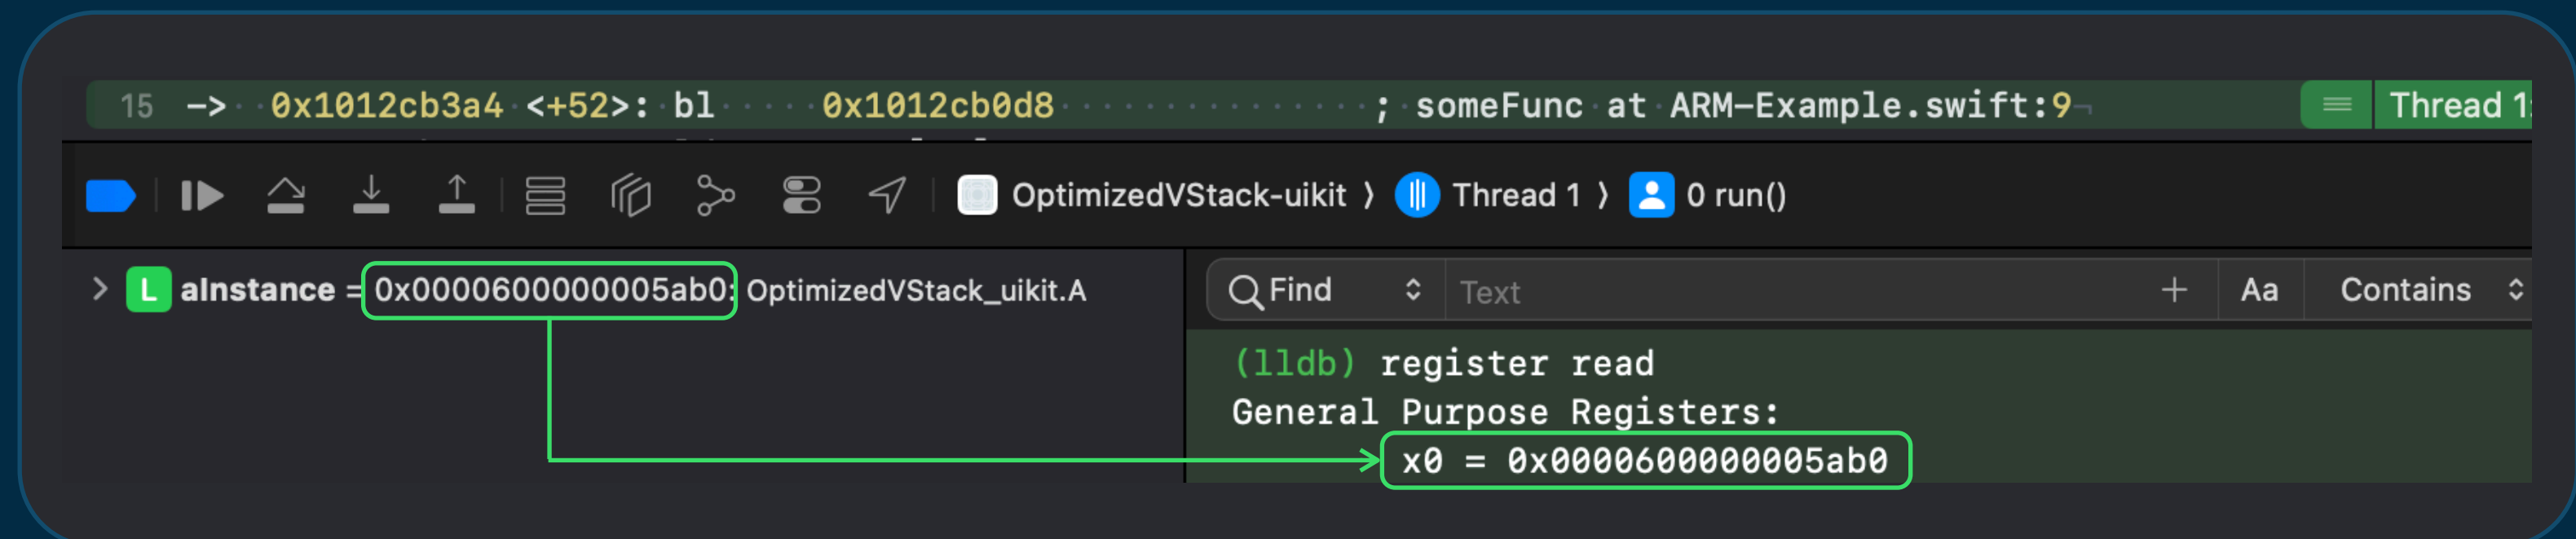 15 -> 0x1012cb3a4 <+52>: bl 0x1012cb0d8 ; someFunc at ARM-Example.swift:9¬ Thread 1:
OptimizedVStack-uikit ⟩ Thread 1 ⟩ 0 run()
L aInstance = 0x0000600000005ab0: OptimizedVStack_uikit.A
Find Text + Aa Contains
(lldb) register read
General Purpose Registers:
x0 = 0x0000600000005ab0